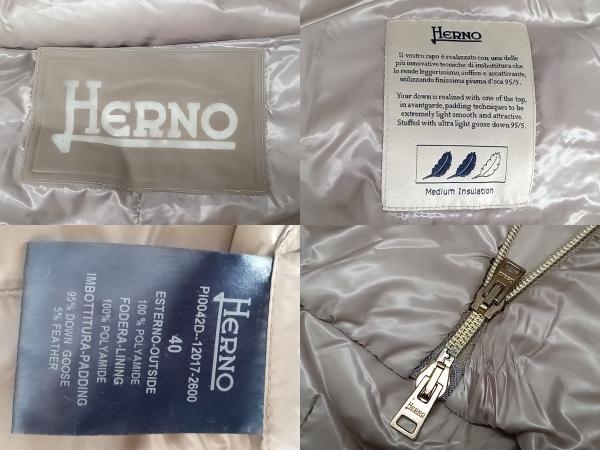 HERNO
HERNO
Il vostro capo è realizzato con una delle
più innovative tecniche di imbottitura che
lo rende leggerissimo, soffice e accattivante,
utilizzando finissima piuma d'oca 95/5.
Your down is realized with one of the top,
in avantgarde, padding techniques to be
extremely light smooth and attractive.
Stuffed with ultra light goose down 95/5.
Medium Insulation
HERNO
PI0042D-12017-2600
40
ESTERNO-OUTSIDE
100 % POLYAMIDE
FODERA-LINING
100% POLYAMIDE
IMBOTTITURA-PADDING
95% DOWN GOOSE
5% FEATHER
HERNO